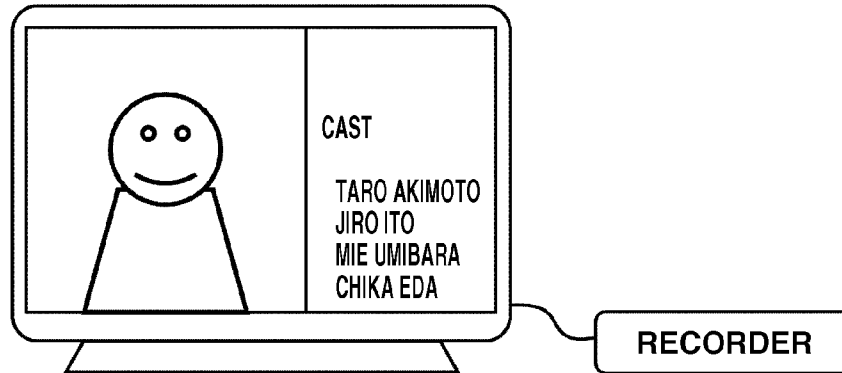 CAST
TARO AKIMOTO
JIRO ITO
MIE UMIBARA
CHIKA EDA
RECORDER